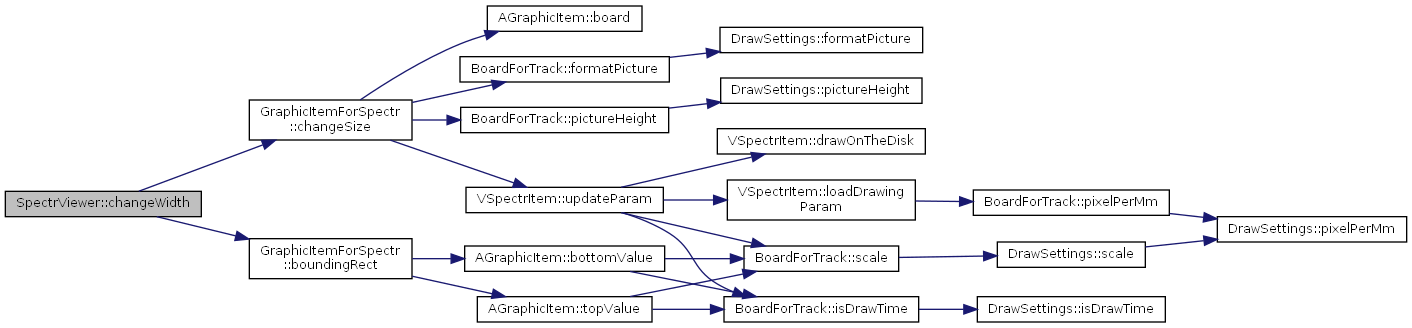 SpectrViewer::changeWidth
GraphicItemForSpectr
::changeSize
AGraphicItem::board
BoardForTrack::formatPicture
DrawSettings::formatPicture
BoardForTrack::pictureHeight
DrawSettings::pictureHeight
VSpectrItem::updateParam
VSpectrItem::drawOnTheDisk
VSpectrItem::loadDrawing
Param
BoardForTrack::pixelPerMm
DrawSettings::pixelPerMm
BoardForTrack::scale
DrawSettings::scale
BoardForTrack::isDrawTime
DrawSettings::isDrawTime
GraphicItemForSpectr
::boundingRect
AGraphicItem::bottomValue
AGraphicItem::topValue